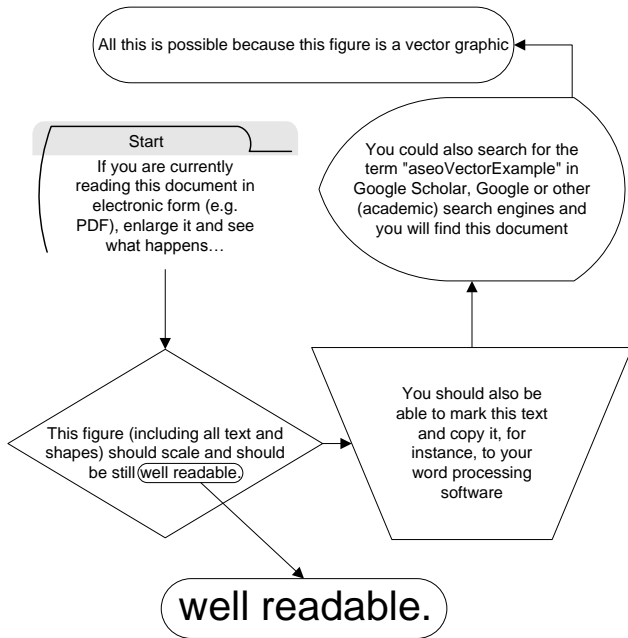 All this is possible because this figure is a vector graphic
Start
If you are currently
reading this document in
electronic form (e.g.
PDF), enlarge it and see
what happens…
You could also search for the
term "aseoVectorExample" in
Google Scholar, Google or other
(academic) search engines and
you will find this document
This figure (including all text and
shapes) should scale and should
be still well readable.
You should also be
able to mark this text
and copy it, for
instance, to your
word processing
software
well readable.